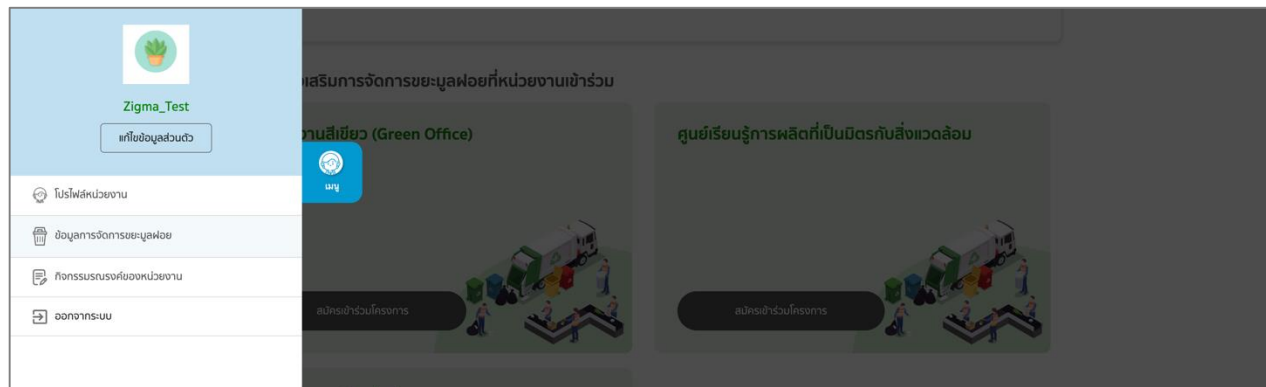 Zigma_Test
แก้ไขข้อมูลส่วนตัว
โปรไฟล์หน่วยงาน
ข้อมูลการจัดการขยะมูลฝอย
กิจกรรมรณรงค์ของหน่วยงาน
ออกจากระบบ
เมนู
เสริมการจัดการขยะมูลฝอยที่หน่วยงานเข้าร่วม
านสีเขียว (Green Office)
สมัครเข้าร่วมโครงการ
ศูนย์เรียนรู้การผลิตที่เป็นมิตรกับสิ่งแวดล้อม
สมัครเข้าร่วมโครงการ